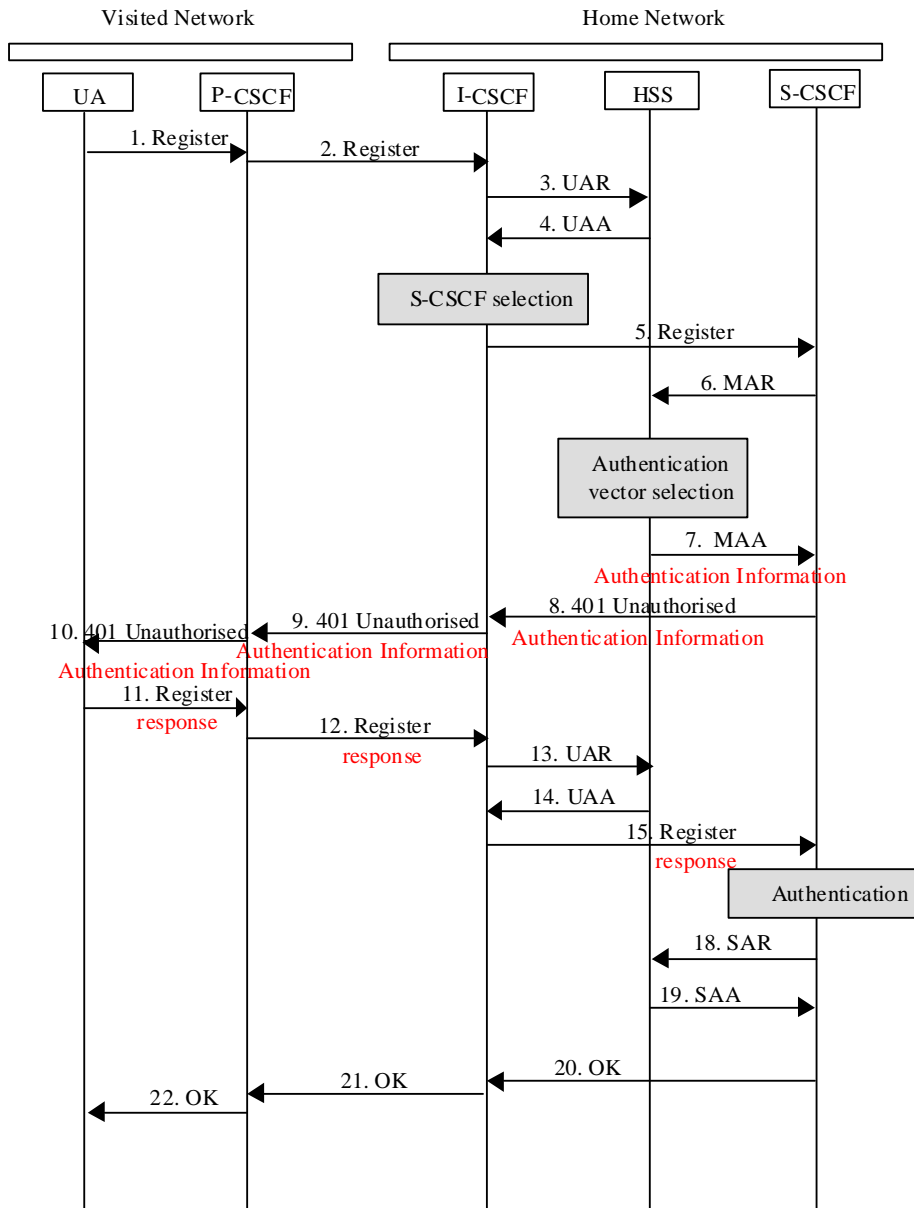 Visited Network
Home Network
UA
P-CSCF
I-CSCF
HSS
S-CSCF
1. Register
2. Register
3. UAR
4. UAA
S-CSCF selection
5. Register
6. MAR
Authentication
vector selection
7. MAA
Authentication Information
8. 401 Unauthorised
Authentication Information
9. 401 Unauthorised
Authentication Information
10. 401 Unauthorised
Authentication Information
11. Register
response
12. Register
response
13. UAR
14. UAA
15. Register
response
Authentication
18. SAR
19. SAA
20. OK
21. OK
22. OK